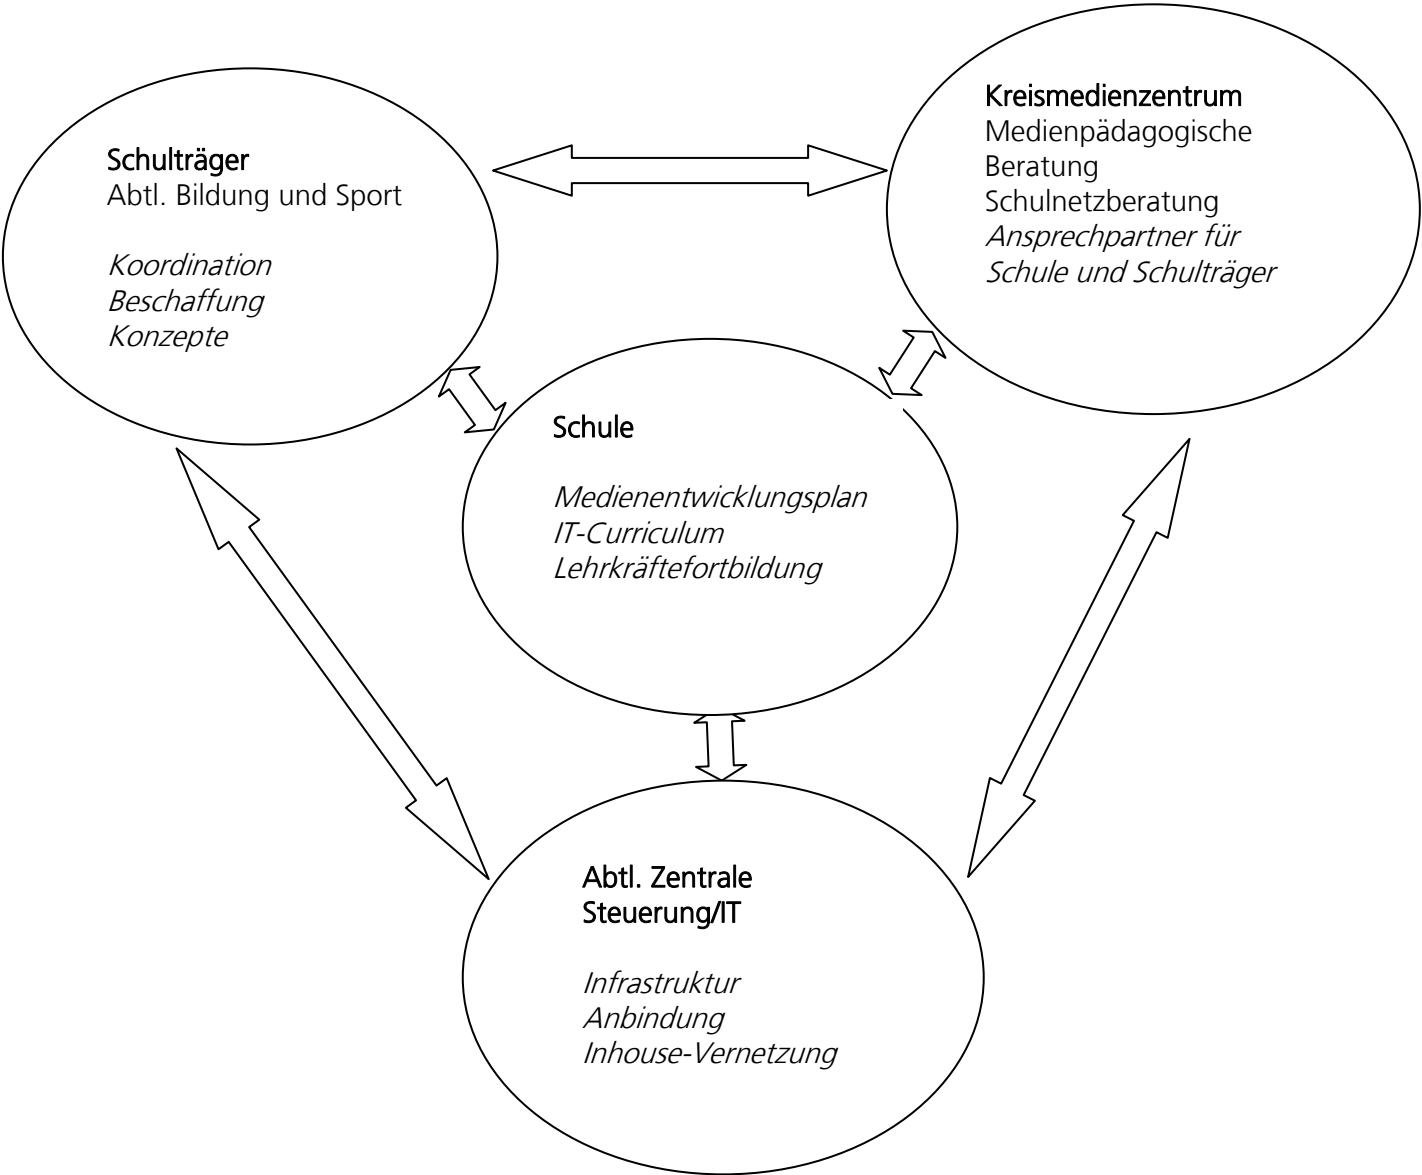 Schulträger
Abtl. Bildung und Sport
Koordination
Beschaffung
Konzepte
Kreismedienzentrum
Medienpädagogische
Beratung
Schulnetzberatung
Ansprechpartner für
Schule und Schulträger
Schule
Medienentwicklungsplan
IT-Curriculum
Lehrkräftefortbildung
Abtl. Zentrale
Steuerung/IT
Infrastruktur
Anbindung
Inhouse-Vernetzung